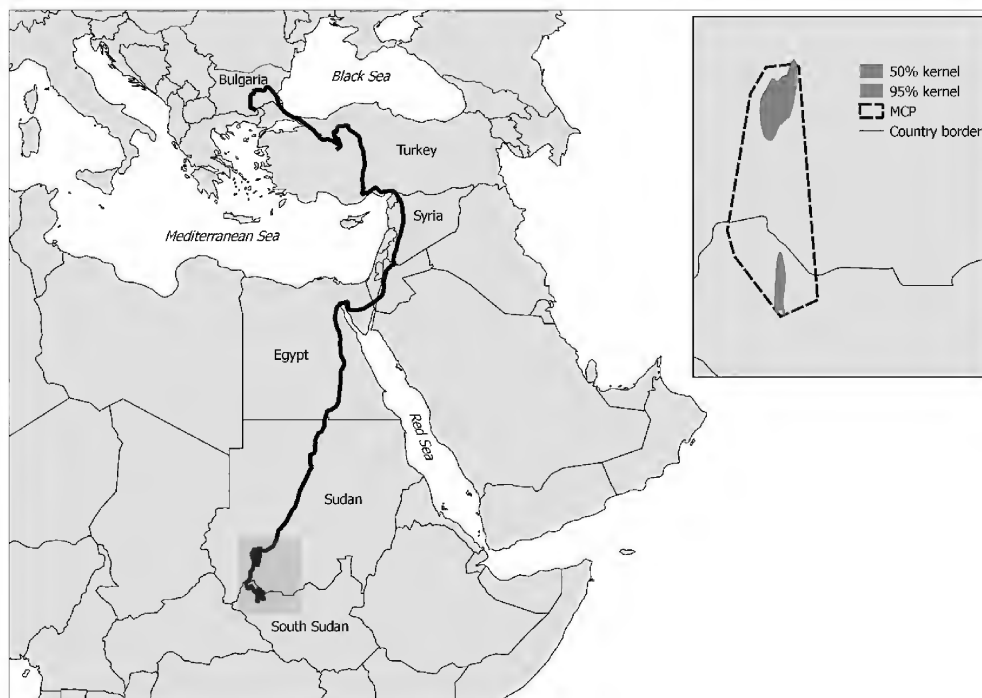 Bulgaria
Black Sea
Turkey
Syria
Mediterranean Sea
Egypt
Red Sea
Sudan
South Sudan
50% kernel
95% kernel
MCP
Country border